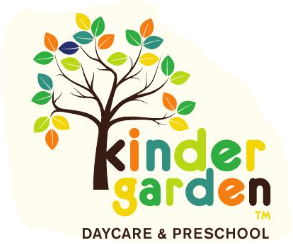 kinder
garden
TM
DAYCARE & PRESCHOOL